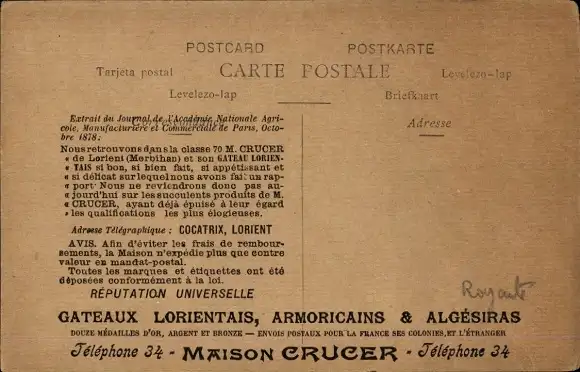 POSTCARD POSTKARTE
Tarjeta postal CARTE POSTALE Levelezo-lap
Levelezo-lap Briefkaart
Extrait du Journal de l'Académie Nationale Agri-
cole, Manufacturière et Commerciale de Paris, Octo-
bre 1878:
Correspondance
Adresse
Nous retrouvons dans la classe 70 M. CRUCER
« de Lorient (Morbihan) et son GATEAU LORIEN-
« TAIS si bon, si bien fait, si appétissant et
« si délicat sur lequel nous avons fait un rap-
« port. Nous ne reviendrons donc pas au-
« jourd'hui sur les succulents produits de M.
« CRUCER, ayant déjà épuisé à leur égard
» les qualifications les plus élogieuses.
Adresse Télégraphique : COCATRIX, LORIENT
AVIS. Afin d'éviter les frais de rembour-
sements, la Maison n'expédie plus que contre
valeur en mandat-postal.
Toutes les marques et étiquettes ont été
déposées conformément à la loi.
RÉPUTATION UNIVERSELLE
GATEAUX LORIENTAIS, ARMORICAINS & ALGÉSIRAS
DOUZE MÉDAILLES D'OR, ARGENT ET BRONZE — ENVOIS POSTAUX POUR LA FRANCE SES COLONIES, ET L'ÉTRANGER
Téléphone 34 - MAISON CRUCER - Téléphone 34